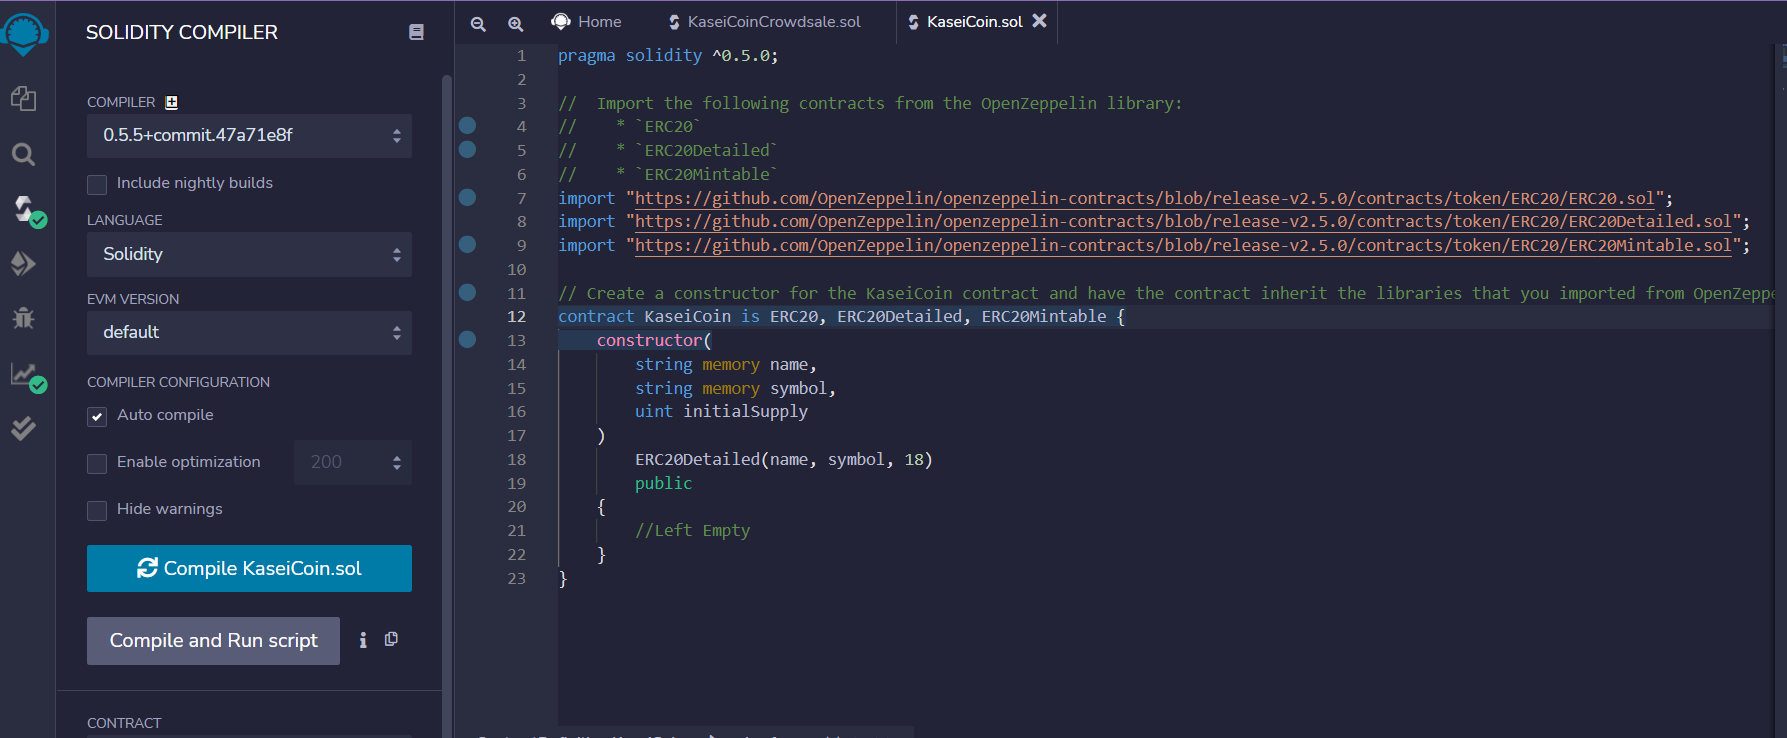 SOLIDITY COMPILER
COMPILER
0.5.5+commit.47a71e8f
Include nightly builds
LANGUAGE
Solidity
EVM VERSION
default
COMPILER CONFIGURATION
Auto compile
Enable optimization
200
Hide warnings
Compile KaseiCoin.sol
Compile and Run script
CONTRACT
Home
KaseiCoinCrowdsale.sol
KaseiCoin.sol
1 pragma solidity ^0.5.0;
2
3 //  Import the following contracts from the OpenZeppelin library:
4 //    * `ERC20`
5 //    * `ERC20Detailed`
6 //    * `ERC20Mintable`
7 import "https://github.com/OpenZeppelin/openzeppelin-contracts/blob/release-v2.5.0/contracts/token/ERC20/ERC20.sol";
8 import "https://github.com/OpenZeppelin/openzeppelin-contracts/blob/release-v2.5.0/contracts/token/ERC20/ERC20Detailed.sol";
9 import "https://github.com/OpenZeppelin/openzeppelin-contracts/blob/release-v2.5.0/contracts/token/ERC20/ERC20Mintable.sol";
10
11 // Create a constructor for the KaseiCoin contract and have the contract inherit the libraries that you imported from OpenZeppe
12 contract KaseiCoin is ERC20, ERC20Detailed, ERC20Mintable {
13     constructor(
14         string memory name,
15         string memory symbol,
16         uint initialSupply
17     )
18         ERC20Detailed(name, symbol, 18)
19         public
20     {
21         //Left Empty
22     }
23 }